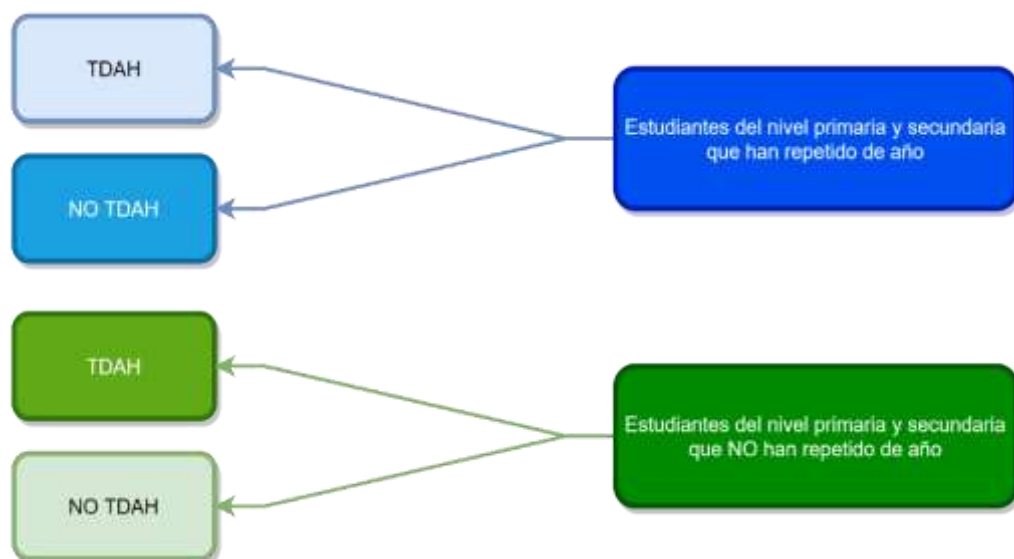 TDAH
Estudiantes del nivel primaria y secundaria
que han repetido de año
NO TDAH
TDAH
Estudiantes del nivel primaria y secundaria
que NO han repetido de año
NO TDAH